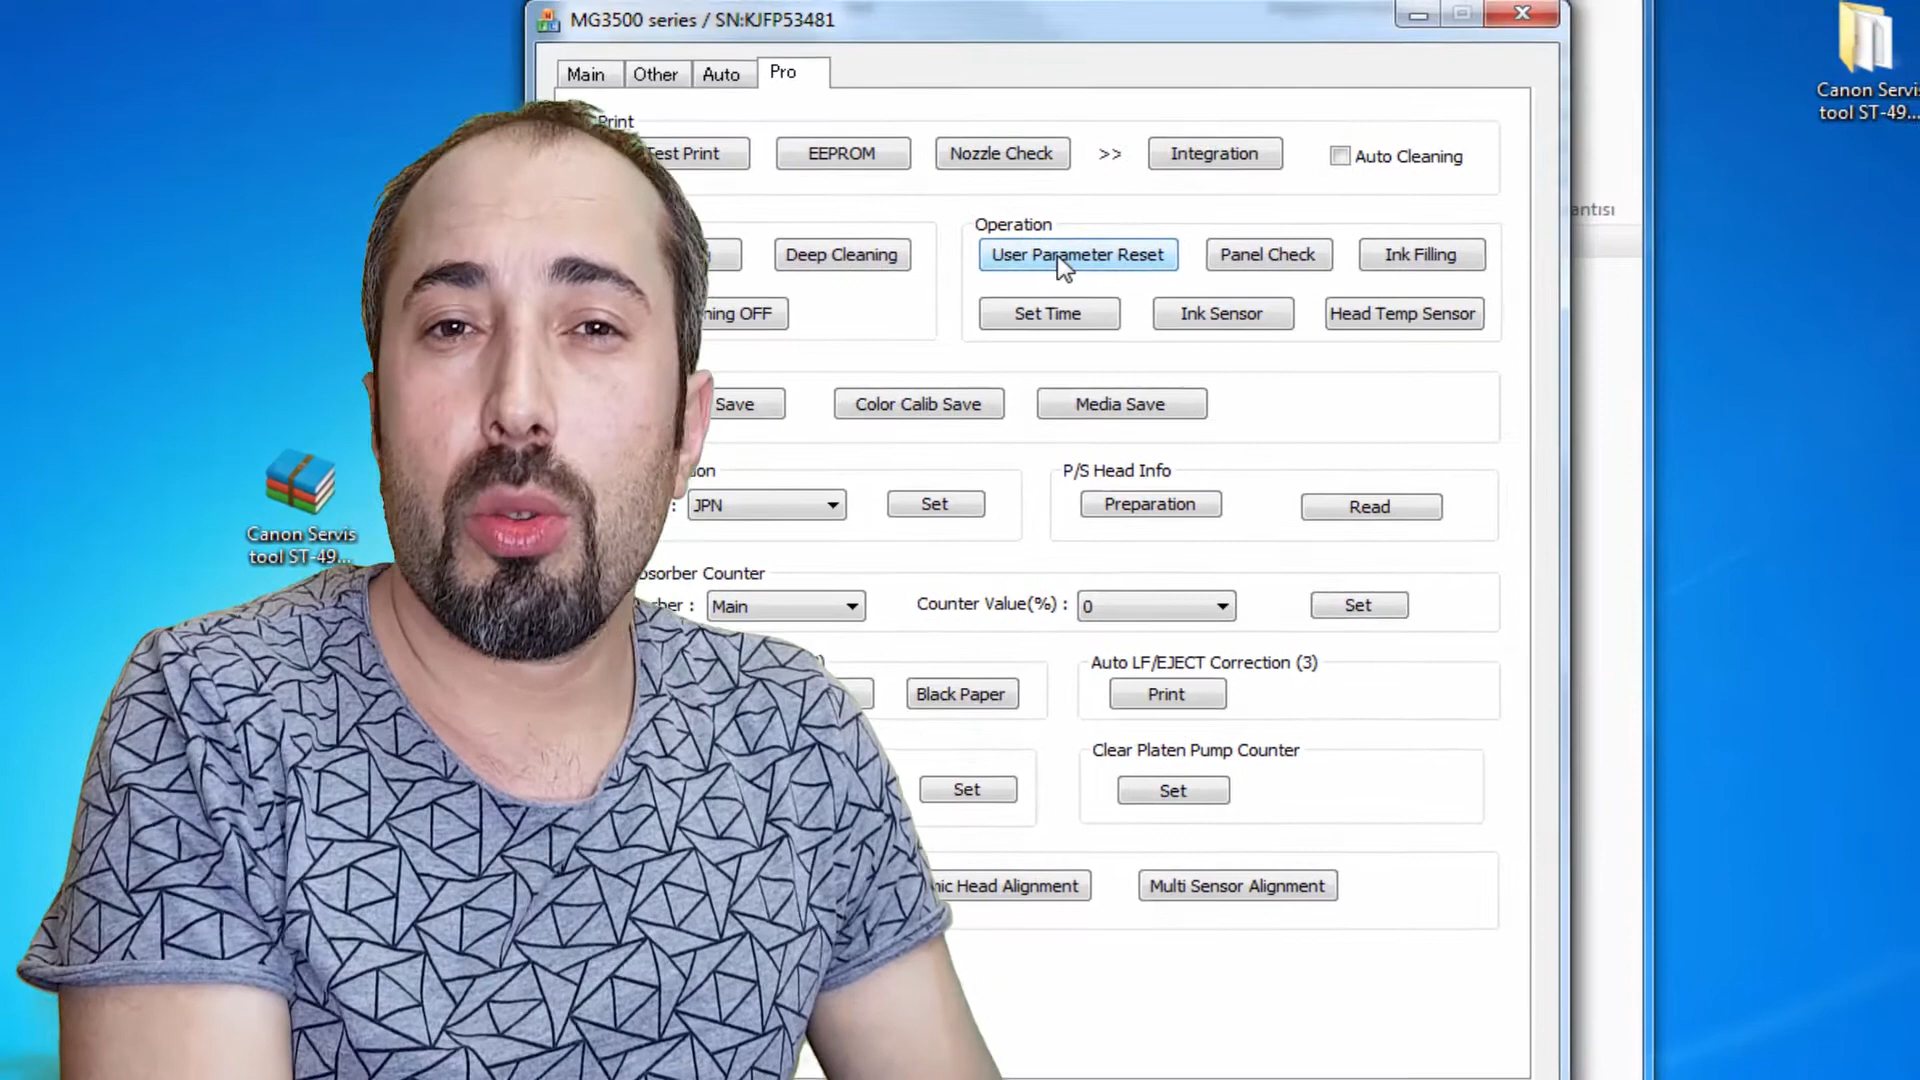 MG3500 series / SN:KJFP53481
Main Other Auto Pro
Print
Test Print EEPROM Nozzle Check >> Integration Auto Cleaning
Operation
Deep Cleaning User Parameter Reset Panel Check Ink Filling
OFF Set Time Ink Sensor Head Temp Sensor
Save Color Calib Save Media Save
P/S Head Info
: JPN Set Preparation Read
Counter
: Main Counter Value(%) : 0 Set
Auto LF/EJECT Correction (3)
Black Paper Print
Clear Platen Pump Counter
Set Set
Head Alignment Multi Sensor Alignment
Canon Servis
tool ST-49...
Canon Servis
tool ST-49...